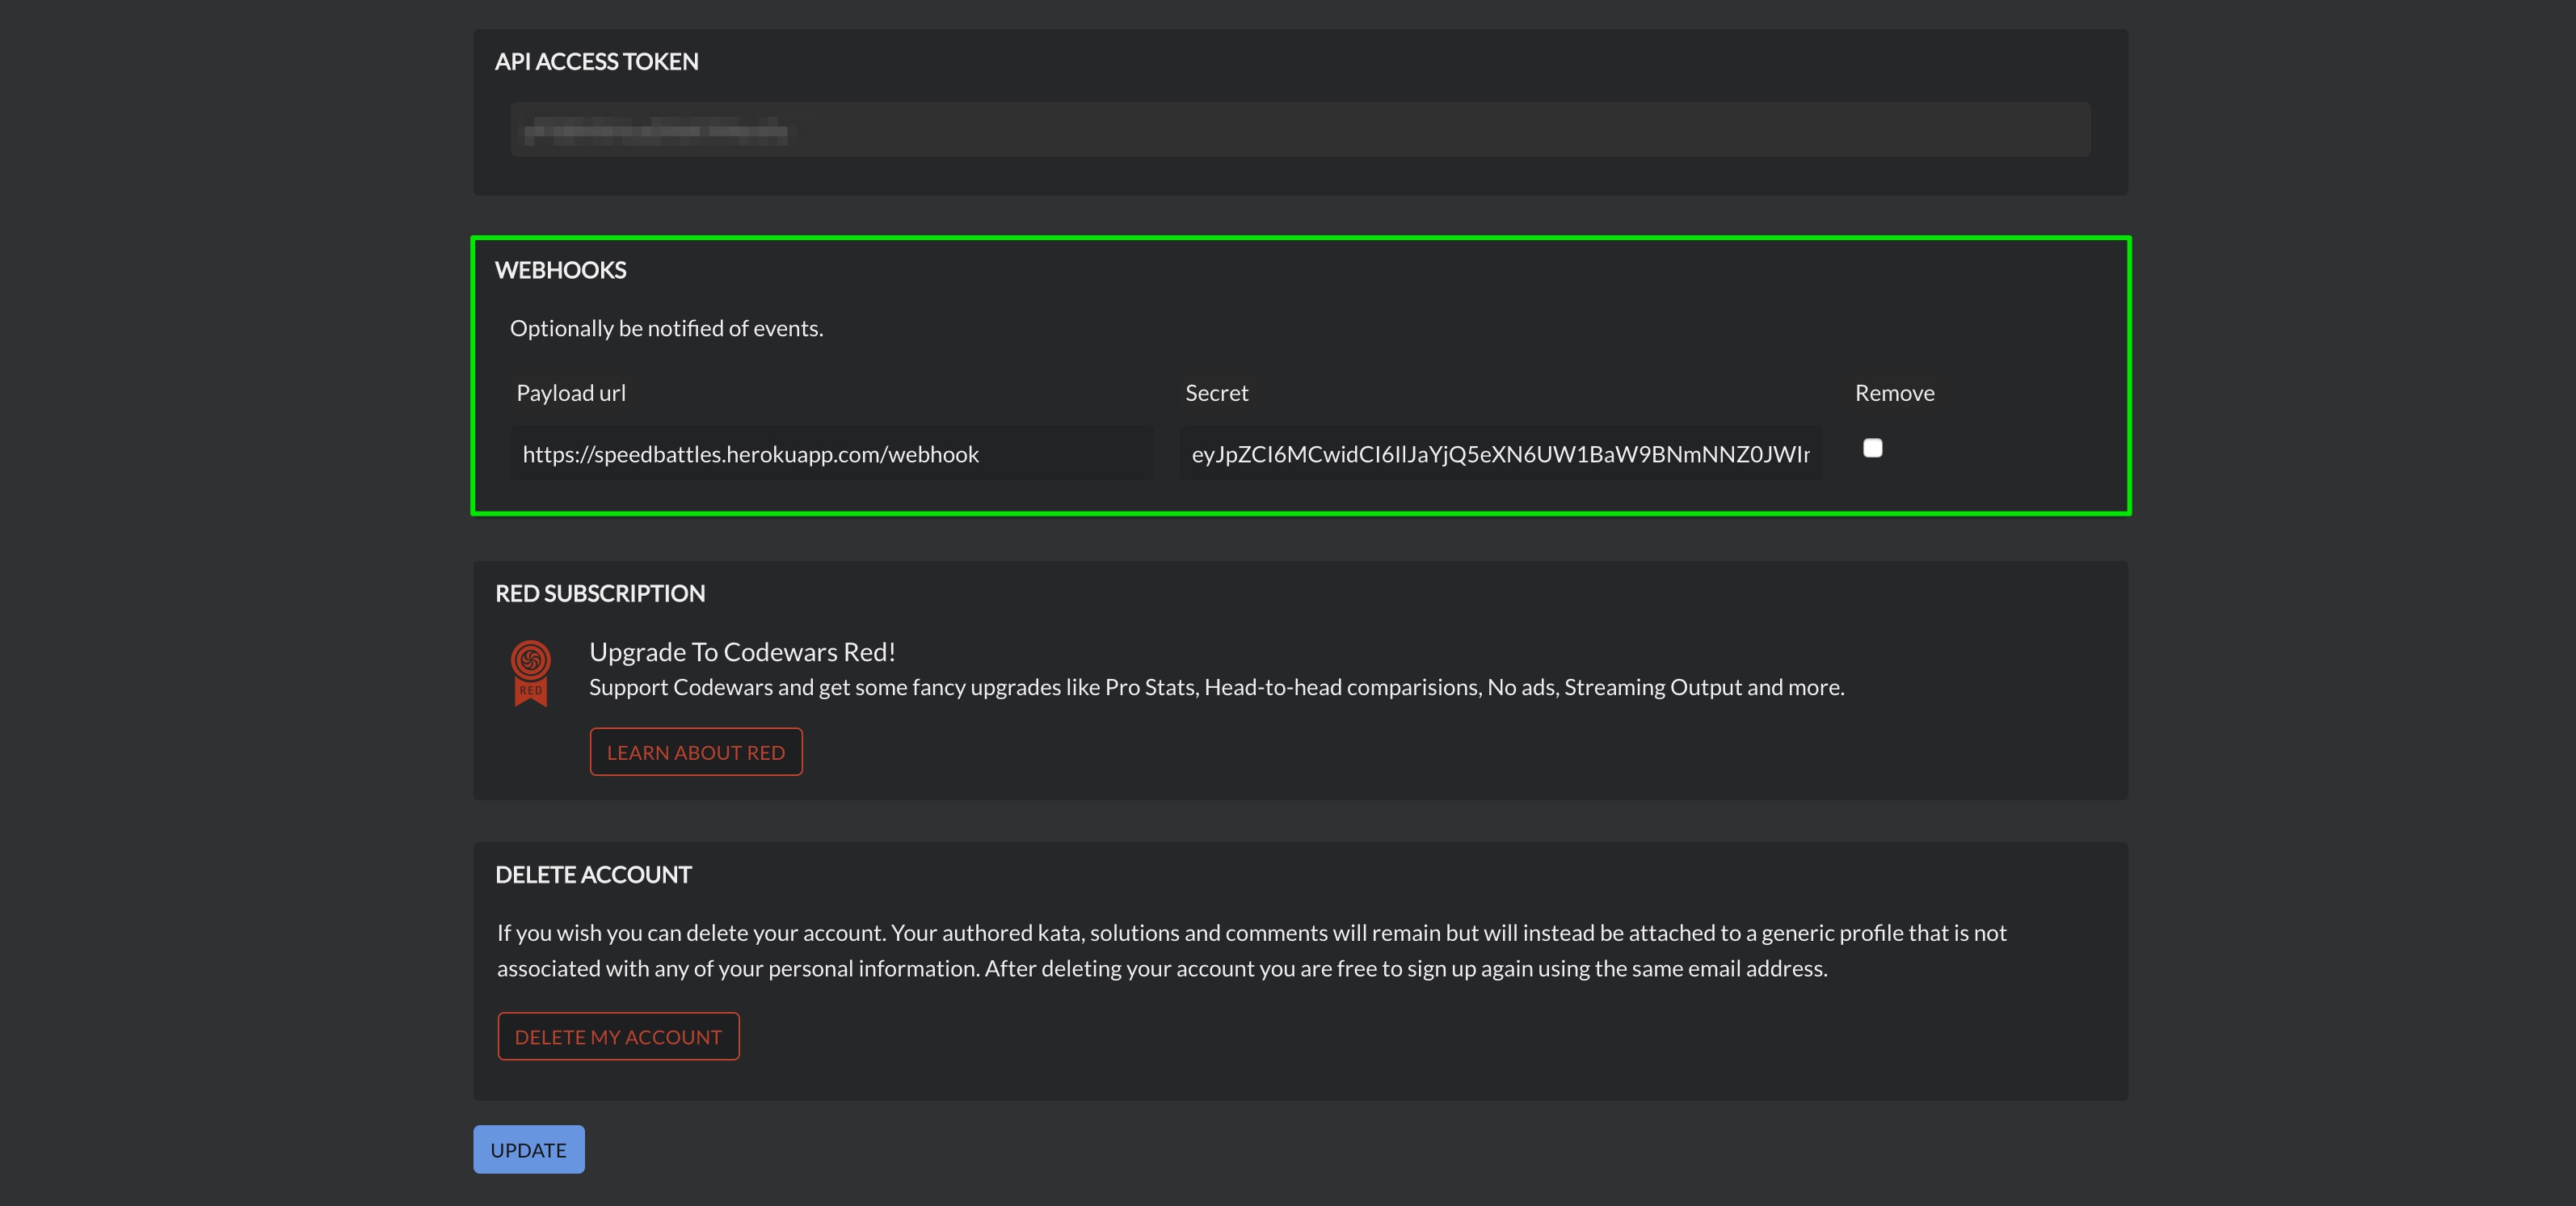 API ACCESS TOKEN
WEBHOOKS
Optionally be notified of events.
Payload url
Secret
Remove
https://speedbattles.herokuapp.com/webhook
RED SUBSCRIPTION
Upgrade To Codewars Red!
Support Codewars and get some fancy upgrades like Pro Stats, Head-to-head comparisions, No ads, Streaming Output and more.
RED
LEARN ABOUT RED
DELETE ACCOUNT
If you wish you can delete your account. Your authored kata, solutions and comments will remain but will instead be attached to a generic profile that is not
associated with any of your personal information. After deleting your account you are free to sign up again using the same email address.
DELETE MY ACCOUNT
UPDATE